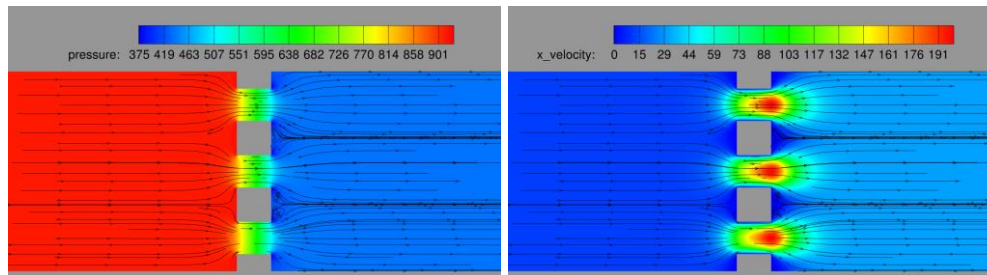 pressure: 375 419 463 507 551 595 638 682 726 770 814 858 901
x_velocity: 0 15 29 44 59 73 88 103 117 132 147 161 176 191